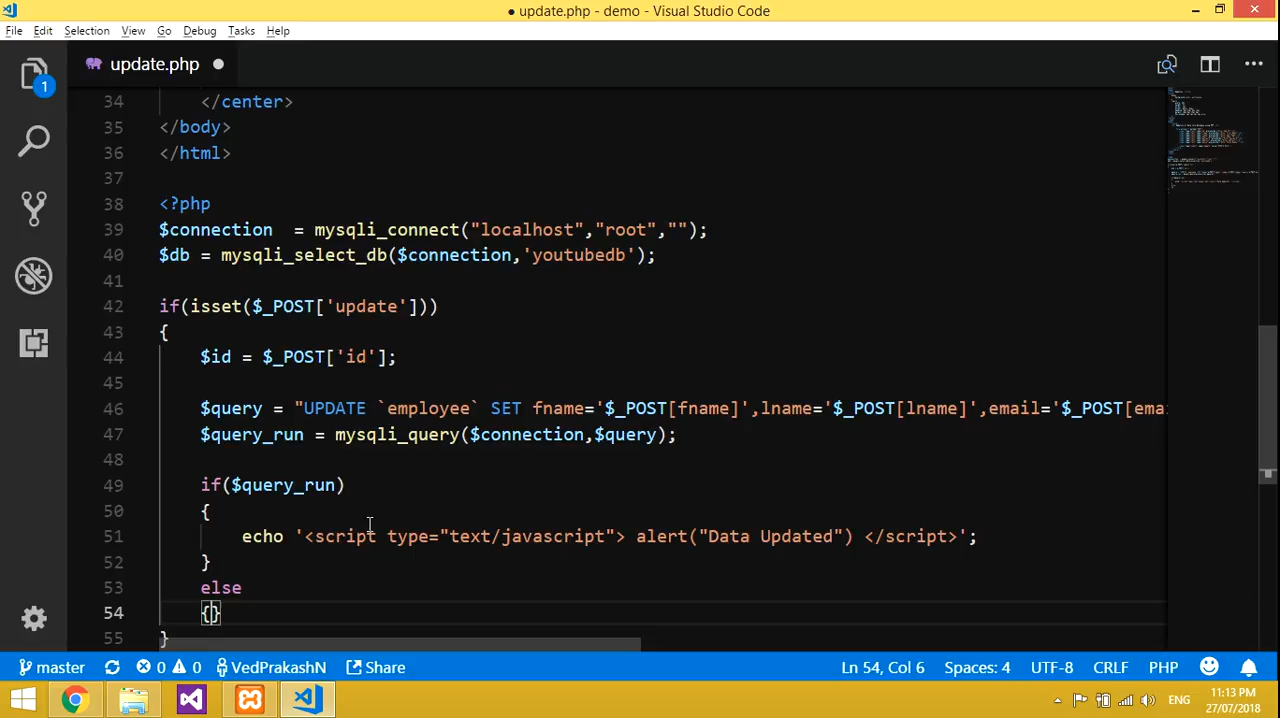 ● update.php - demo - Visual Studio Code
File Edit Selection View Go Debug Tasks Help
1
update.php ●
34 </center>
35 </body>
36 </html>
37
38 <?php
39 $connection  = mysqli_connect("localhost","root","");
40 $db = mysqli_select_db($connection,'youtubedb');
41
42 if(isset($_POST['update']))
43 {
44 $id = $_POST['id'];
45
46 $query = "UPDATE `employee` SET fname='$_POST[fname]',lname='$_POST[lname]',email='$_POST[emai
47 $query_run = mysqli_query($connection,$query);
48
49 if($query_run)
50 {
51 echo '<script type="text/javascript"> alert("Data Updated") </script>';
52 }
53 else
54 {}
55 }
master 0 0 VedPrakashN Share Ln 54, Col 6 Spaces: 4 UTF-8 CRLF PHP
ENG 11:13 PM
27/07/2018